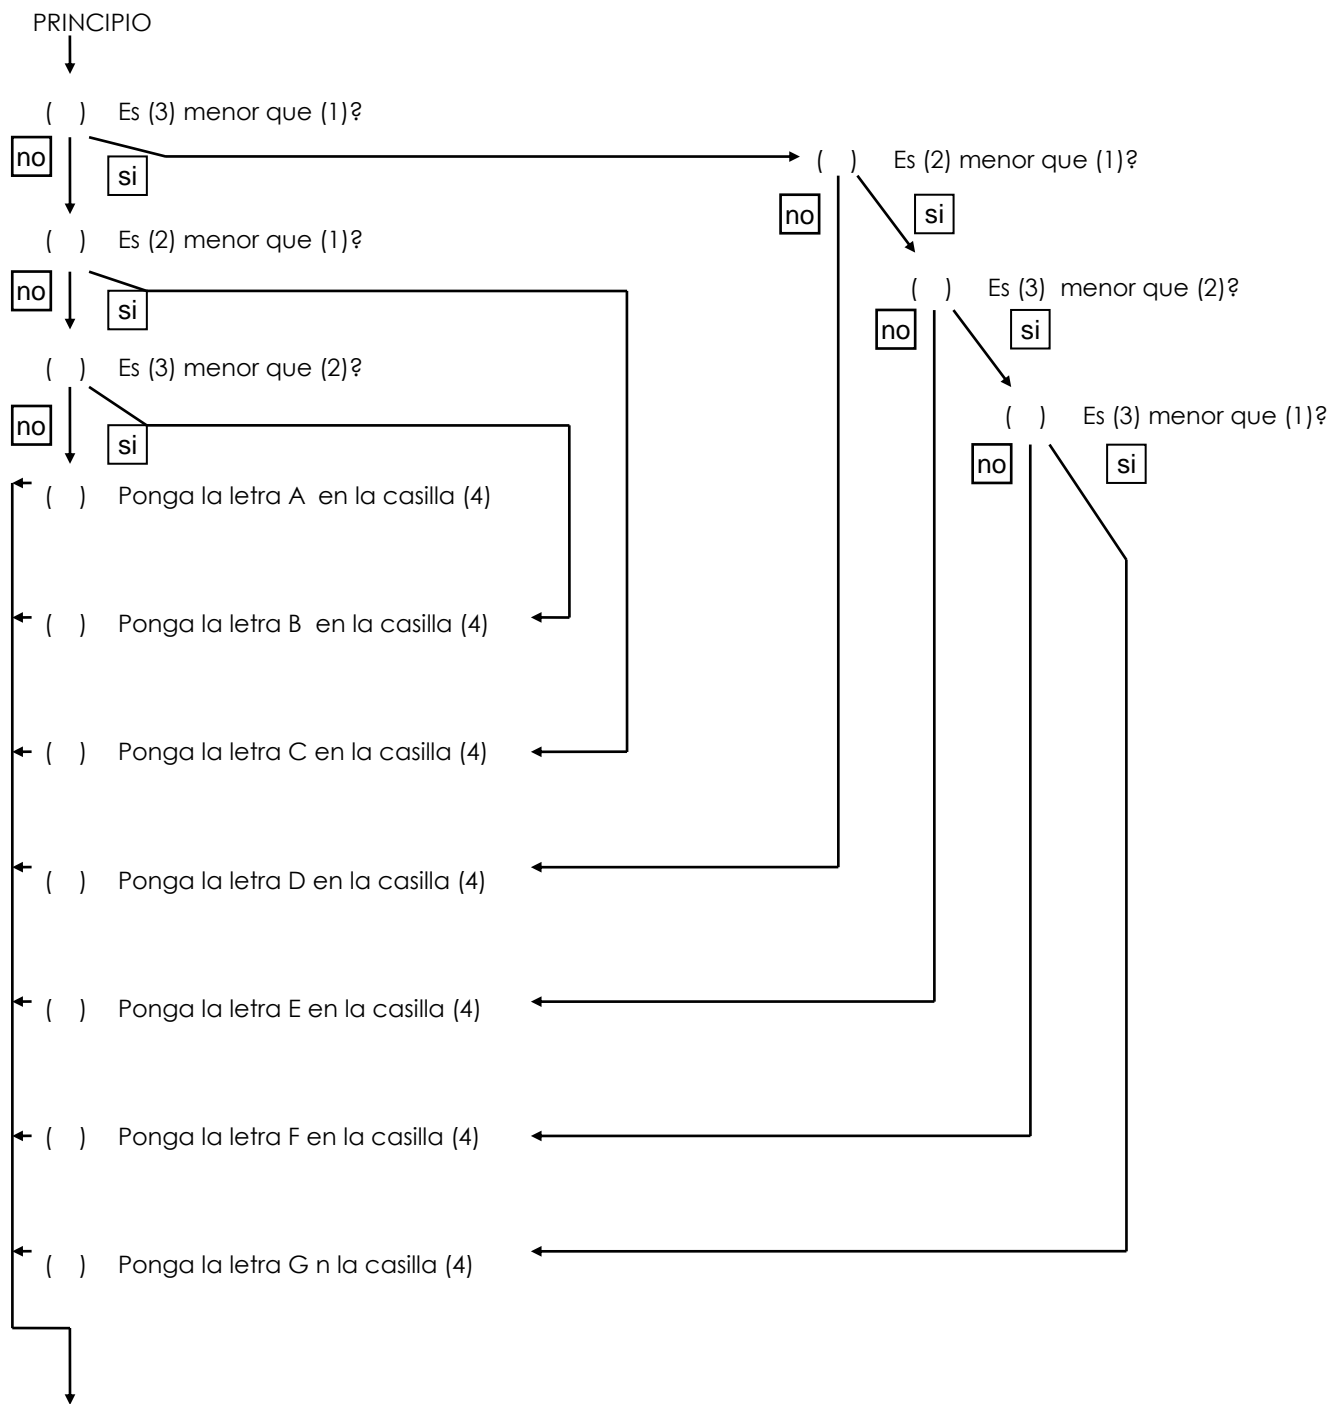 PRINCIPIO
( ) Es (3) menor que (1)?
no
si
( ) Es (2) menor que (1)?
no
si
( ) Es (2) menor que (1)?
no
si
( ) Es (3) menor que (2)?
no
si
( ) Es (3) menor que (2)?
no
si
( ) Es (3) menor que (1)?
no
si
( ) Ponga la letra A en la casilla (4)
( ) Ponga la letra B en la casilla (4)
( ) Ponga la letra C en la casilla (4)
( ) Ponga la letra D en la casilla (4)
( ) Ponga la letra E en la casilla (4)
( ) Ponga la letra F en la casilla (4)
( ) Ponga la letra G n la casilla (4)